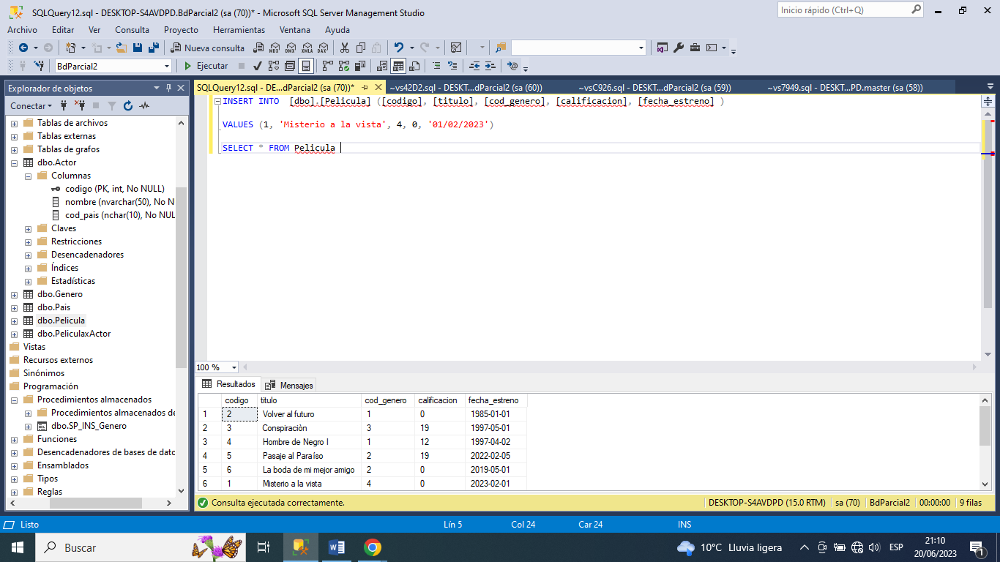 SQLQuery12.sql - DESKTOP-S4AVDPD.BdParcial2 (sa (70))* - Microsoft SQL Server Management Studio
Inicio rápido (Ctrl+Q)
Archivo Editar Ver Consulta Proyecto Herramientas Ventana Ayuda
Nueva consulta MDX DMX XMLA DAX
BdParcial2 Ejecutar
Explorador de objetos
SQLQuery12.sql - DE...dParcial2 (sa (70))* ~vs42D2.sql - DESKT...dParcial2 (sa (60)) ~vsC926.sql - DESKT...dParcial2 (sa (59)) ~vs7949.sql - DESKT...PD.master (sa (58))
Conectar
Tablas de archivos
Tablas externas
Tablas de grafos
dbo.Actor
Columnas
codigo (PK, int, No NULL)
nombre (nvarchar(50), No N
cod_pais (nchar(10), No NUL
Claves
Restricciones
Desencadenadores
Índices
Estadísticas
dbo.Genero
dbo.Pais
dbo.Pelicula
dbo.PeliculaxActor
Vistas
Recursos externos
Sinónimos
Programación
Procedimientos almacenados
Procedimientos almacenados de
dbo.SP_INS_Genero
Funciones
Desencadenadores de bases de dato
Ensamblados
Tipos
Reglas
INSERT INTO [dbo].[Pelicula] ([codigo], [titulo], [cod_genero], [calificacion], [fecha_estreno] )
VALUES (1, 'Misterio a la vista', 4, 0, '01/02/2023')
SELECT * FROM Pelicula
100 %
Resultados Mensajes
codigo titulo cod_genero calificacion fecha_estreno
1 2 Volver al futuro 1 0 1985-01-01
2 3 Conspiraciòn 3 19 1997-05-01
3 4 Hombre de Negro I 1 12 1997-04-02
4 5 Pasaje al Paraíso 2 19 2022-02-05
5 6 La boda de mi mejor amigo 2 0 2019-05-01
6 1 Misterio a la vista 4 0 2023-02-01
Consulta ejecutada correctamente. DESKTOP-S4AVDPD (15.0 RTM) sa (70) BdParcial2 00:00:00 9 filas
Listo Lín 5 Col 24 Car 24 INS
Buscar 10°C Lluvia ligera ESP 21:10
20/06/2023 1